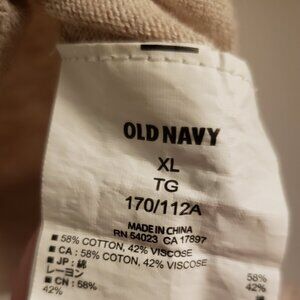 OLD NAVY
XL
TG
170/112A
MADE IN CHINA
RN 54023 CA 17897
■ 58% COTTON, 42% VISCOSE
■ CA : 58% COTON, 42% VISCOSE
■ JP : 綿 58%
レーヨン 42%
■ CN : 58%
42%